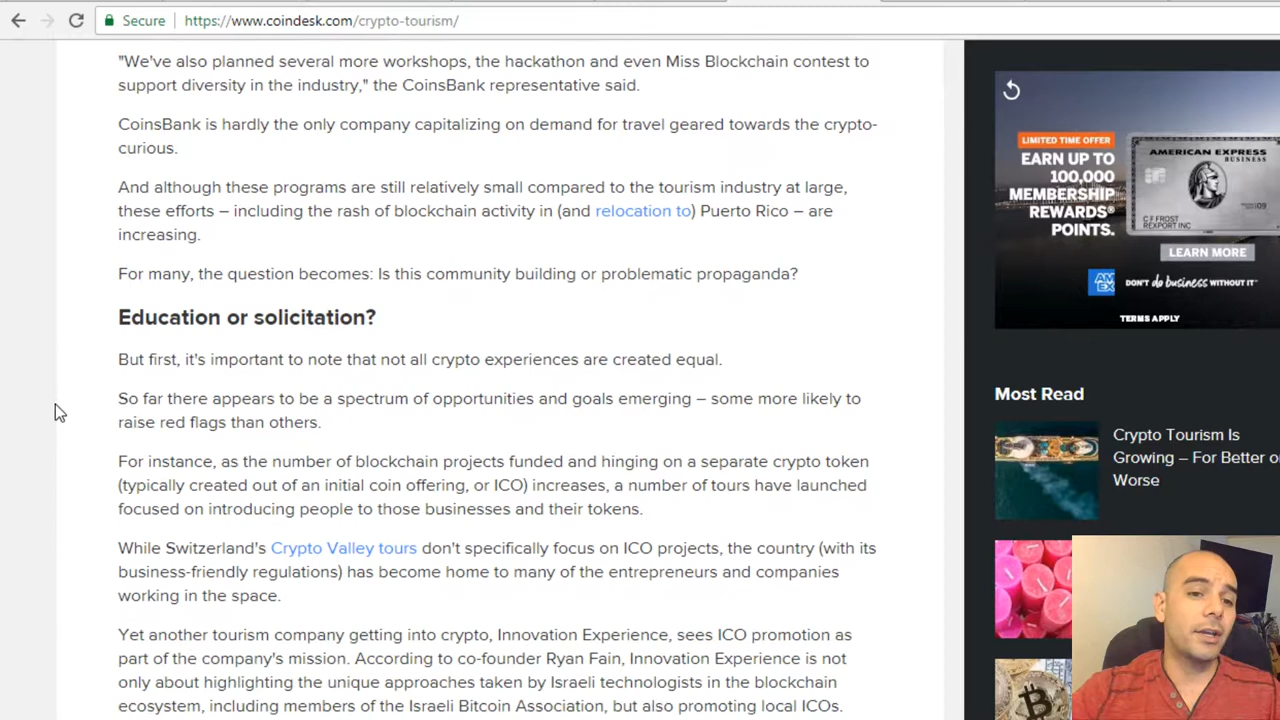 Secure
https://www.coindesk.com/crypto-tourism/
"We've also planned several more workshops, the hackathon and even Miss Blockchain contest to
support diversity in the industry," the CoinsBank representative said.
CoinsBank is hardly the only company capitalizing on demand for travel geared towards the crypto-
curious.
And although these programs are still relatively small compared to the tourism industry at large,
these efforts – including the rash of blockchain activity in (and relocation to) Puerto Rico – are
increasing.
For many, the question becomes: Is this community building or problematic propaganda?
Education or solicitation?
But first, it's important to note that not all crypto experiences are created equal.
So far there appears to be a spectrum of opportunities and goals emerging – some more likely to
raise red flags than others.
For instance, as the number of blockchain projects funded and hinging on a separate crypto token
(typically created out of an initial coin offering, or ICO) increases, a number of tours have launched
focused on introducing people to those businesses and their tokens.
While Switzerland's Crypto Valley tours don't specifically focus on ICO projects, the country (with its
business-friendly regulations) has become home to many of the entrepreneurs and companies
working in the space.
Yet another tourism company getting into crypto, Innovation Experience, sees ICO promotion as
part of the company's mission. According to co-founder Ryan Fain, Innovation Experience is not
only about highlighting the unique approaches taken by Israeli technologists in the blockchain
ecosystem, including members of the Israeli Bitcoin Association, but also promoting local ICOs.
LIMITED TIME OFFER
EARN UP TO
100,000
MEMBERSHIP
REWARDS®
POINTS.
AMERICAN EXPRESS
BUSINESS
C F FROST
REXPORT INC
09
LEARN MORE
AM
EX
DON'T do business WITHOUT IT™
TERMS APPLY
Most Read
Crypto Tourism Is
Growing – For Better or
Worse